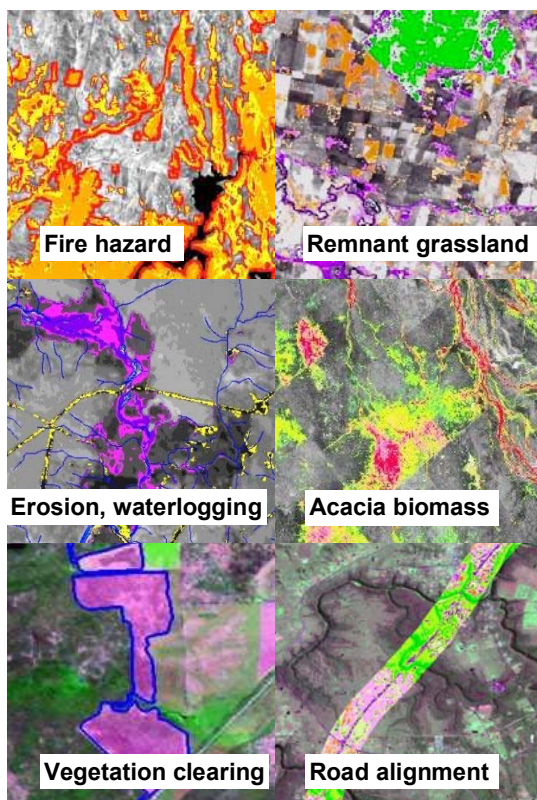 Fire hazard
Remnant grassland
Erosion, waterlogging
Acacia biomass
Vegetation clearing
Road alignment